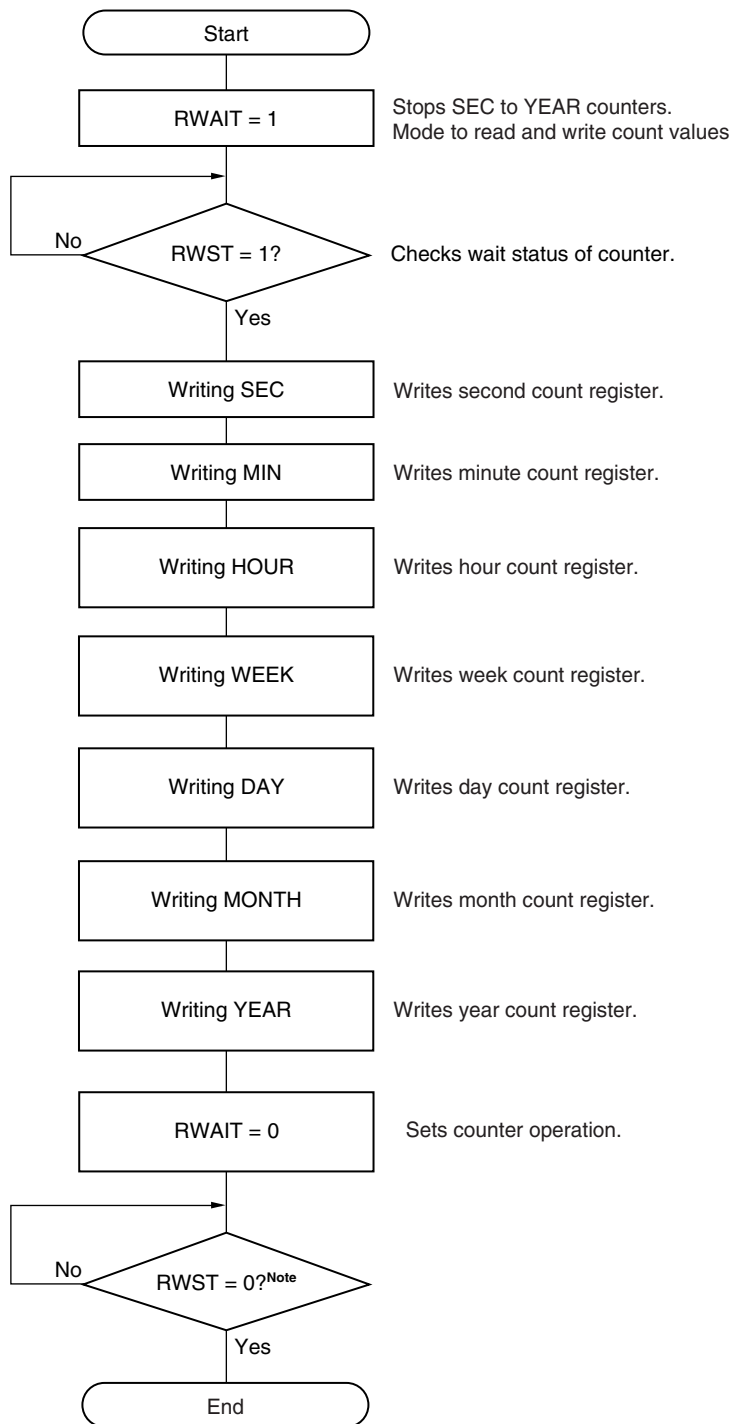 Start
RWAIT = 1
Stops SEC to YEAR counters.
Mode to read and write count values
No
RWST = 1?
Checks wait status of counter.
Yes
Writing SEC
Writes second count register.
Writing MIN
Writes minute count register.
Writing HOUR
Writes hour count register.
Writing WEEK
Writes week count register.
Writing DAY
Writes day count register.
Writing MONTH
Writes month count register.
Writing YEAR
Writes year count register.
RWAIT = 0
Sets counter operation.
No
RWST = 0?Note
Yes
End